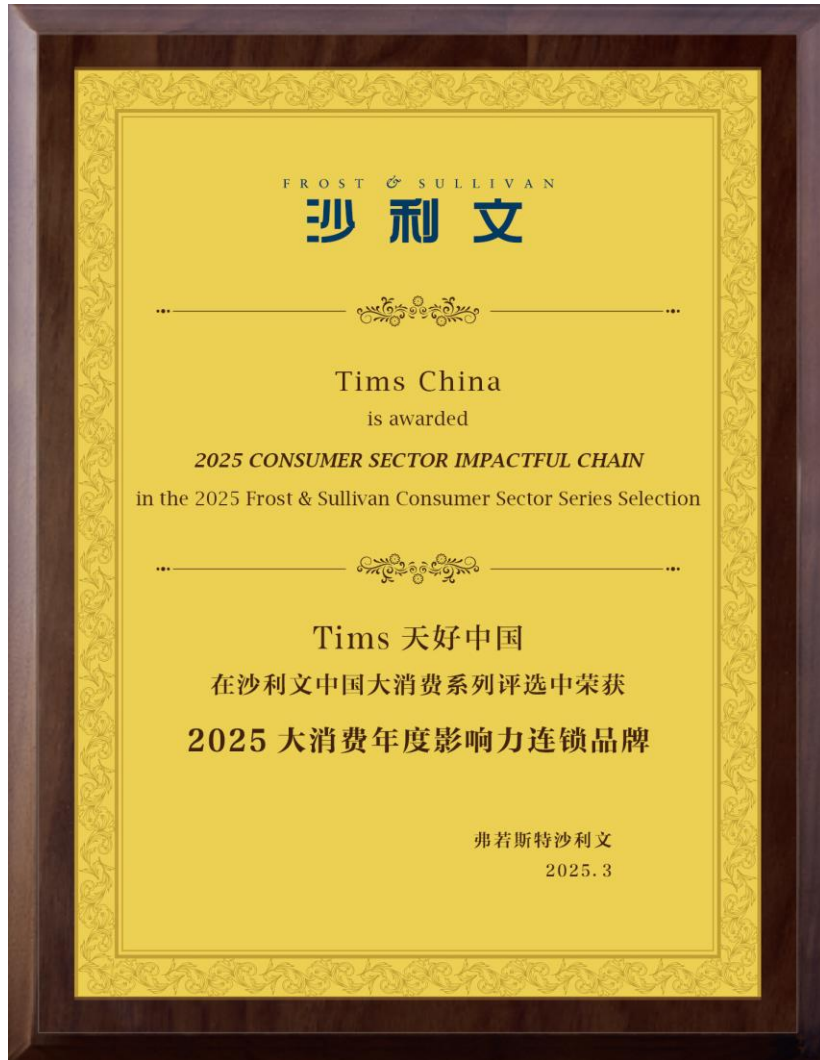 FROST & SULLIVAN
沙利文
Tims China
is awarded
2025 CONSUMER SECTOR IMPACTFUL CHAIN
in the 2025 Frost & Sullivan Consumer Sector Series Selection
Tims 天好中国
在沙利文中国大消费系列评选中荣获
2025 大消费年度影响力连锁品牌
弗若斯特沙利文
2025.3